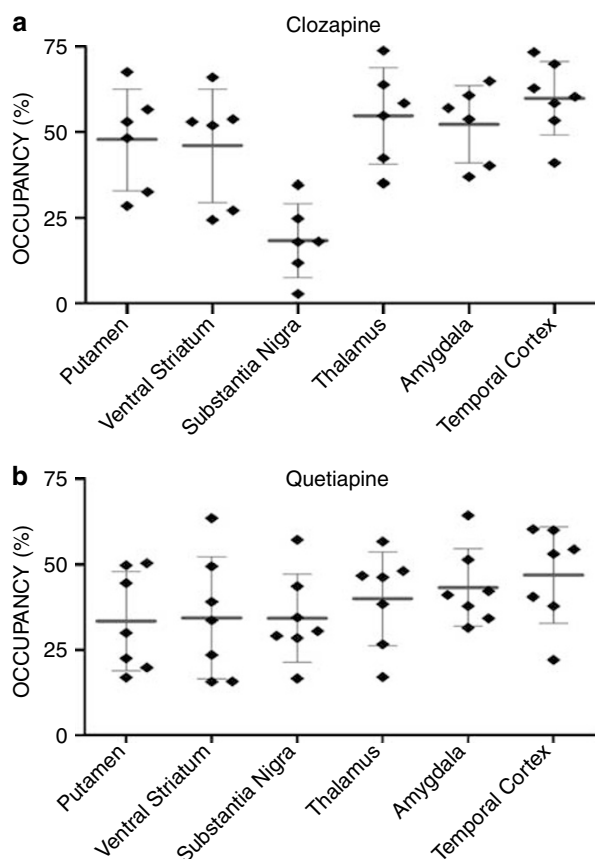 a
Clozapine
75
50
25
0
OCCUPANCY (%)
Putamen
Ventral Striatum
Substantia Nigra
Thalamus
Amygdala
Temporal Cortex
b
Quetiapine
75
50
25
0
OCCUPANCY (%)
Putamen
Ventral Striatum
Substantia Nigra
Thalamus
Amygdala
Temporal Cortex